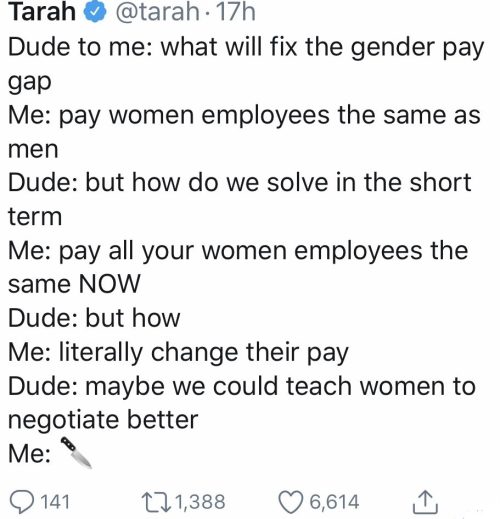 Tarah @tarah · 17h
Dude to me: what will fix the gender pay
gap
Me: pay women employees the same as
men
Dude: but how do we solve in the short
term
Me: pay all your women employees the
same NOW
Dude: but how
Me: literally change their pay
Dude: maybe we could teach women to
negotiate better
Me: 🔪
141 1,388 6,614